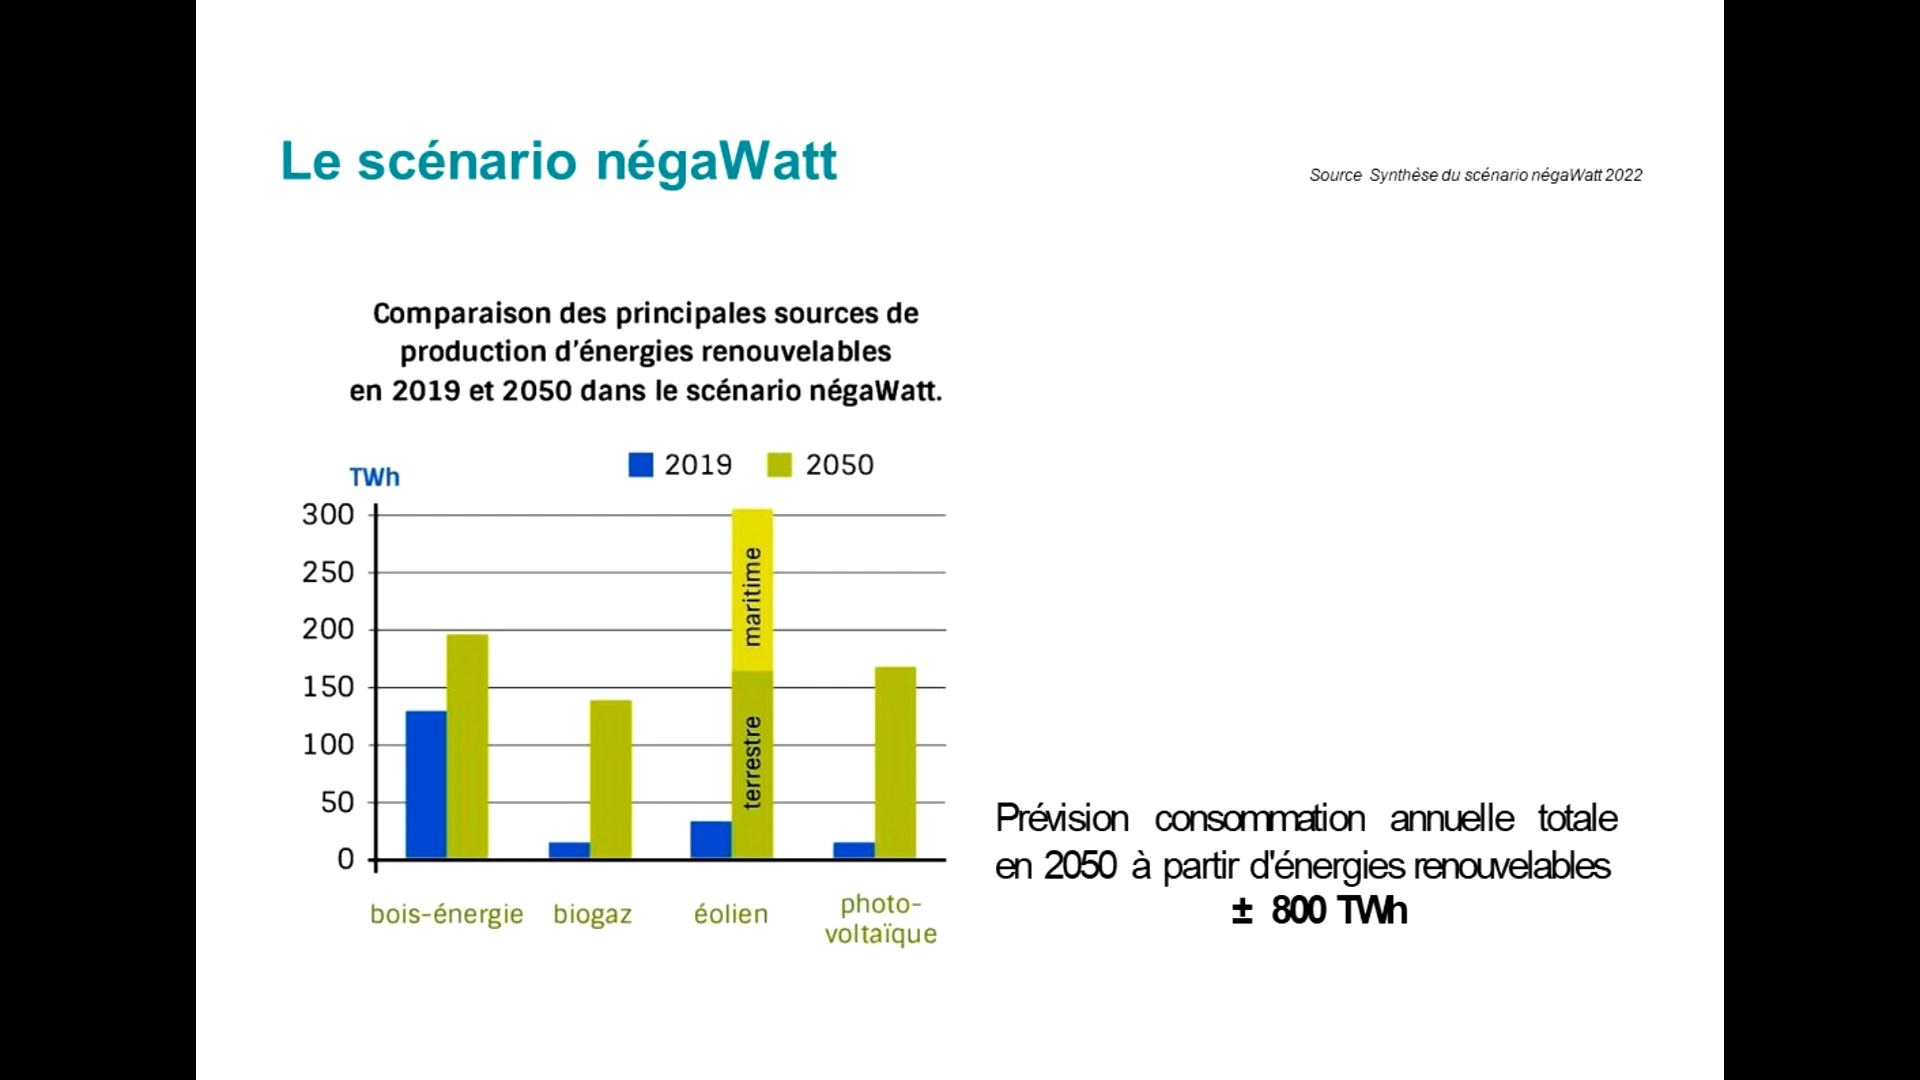 Le scénario négaWatt
Source Synthèse du scénario négaWatt 2022
Comparaison des principales sources de
production d’énergies renouvelables
en 2019 et 2050 dans le scénario négaWatt.
2019 2050
TWh
300
250
200
150
100
50
0
maritime
terrestre
bois-énergie biogaz éolien photo-
voltaïque
Prévision consommation annuelle totale
en 2050 à partir d'énergies renouvelables
± 800 TWh